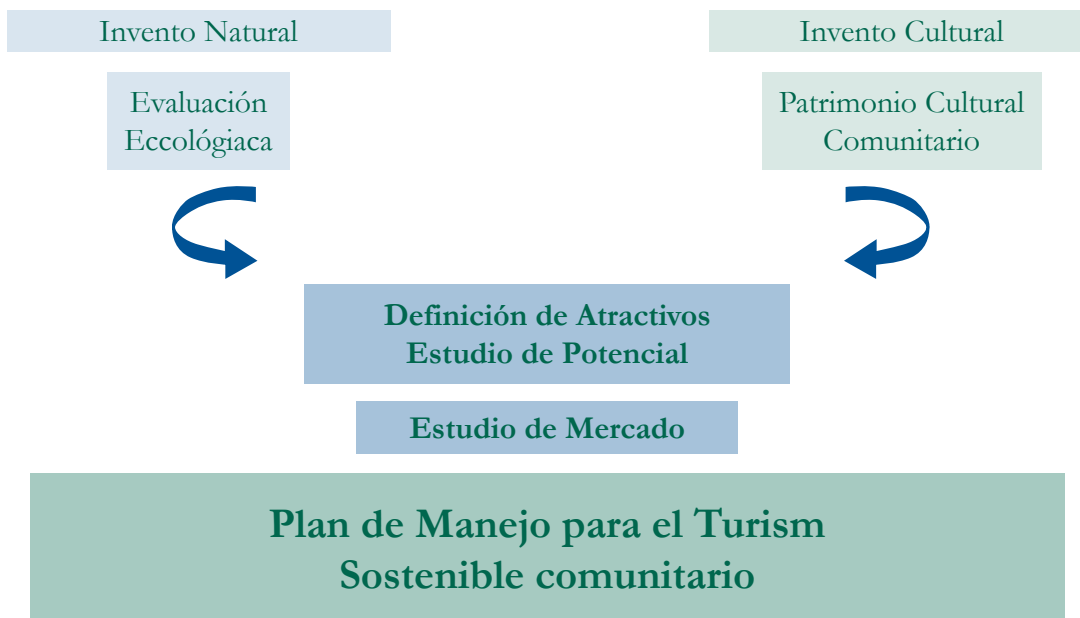 Invento Natural
Invento Cultural
Evaluación
Eccológiaca
Patrimonio Cultural
Comunitario
Definición de Atractivos
Estudio de Potencial
Estudio de Mercado
Plan de Manejo para el Turism
Sostenible comunitario